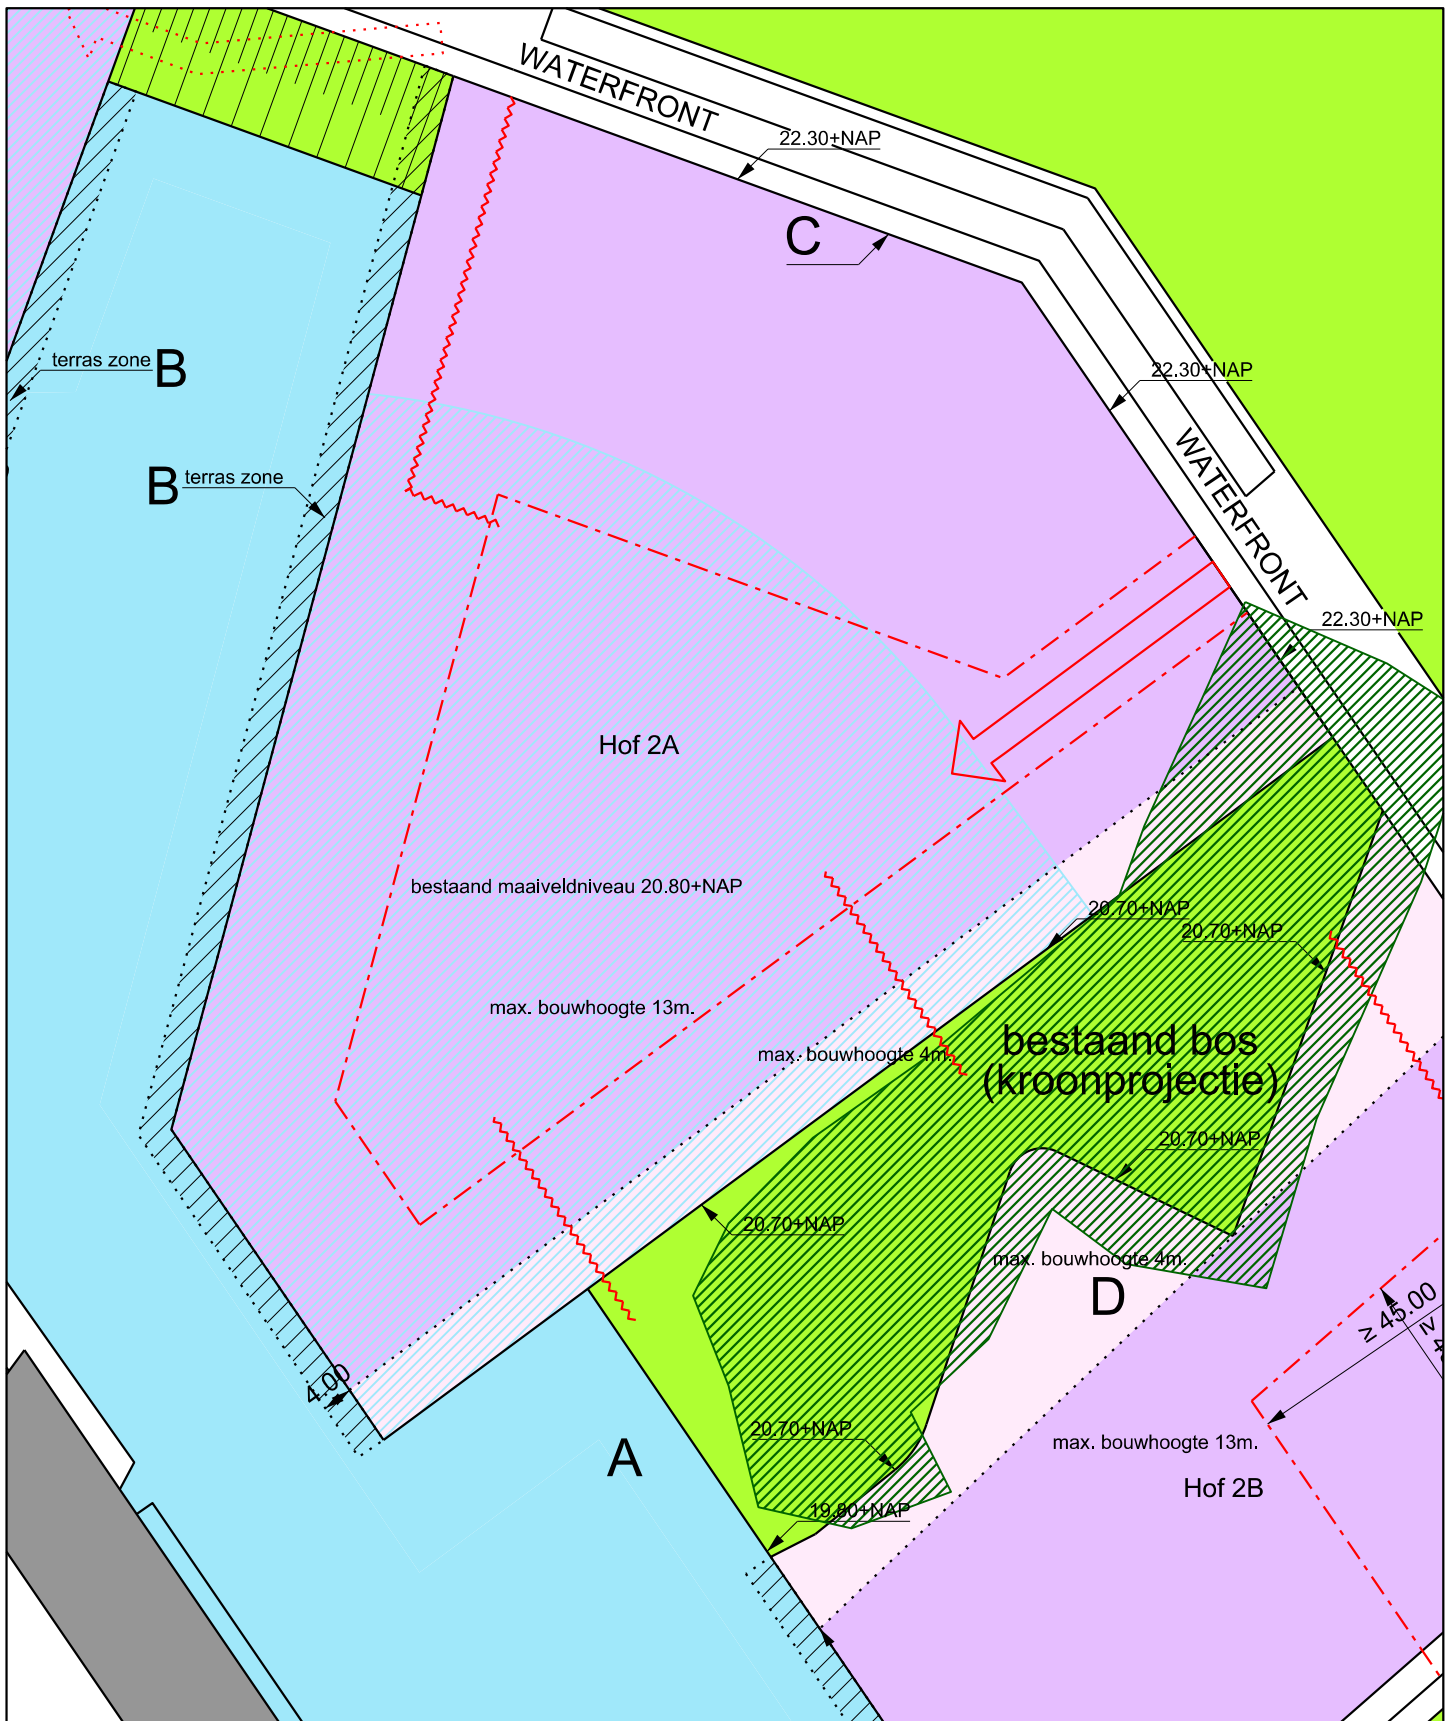 WATERFRONT
22.30+NAP
C
terras zone B
22.30+NAP
B terras zone
WATERFRONT
22.30+NAP
Hof 2A
bestaand maaiveldniveau 20.80+NAP
20.70+NAP
20.70+NAP
max. bouwhoogte 13m.
max. bouwhoogte 4m.
bestaand bos
(kroonprojectie)
20.70+NAP
20.70+NAP
max. bouwhoogte 4m.
D
≥ 45.00
4.00
20.70+NAP
A
max. bouwhoogte 13m.
Hof 2B
19.80+NAP